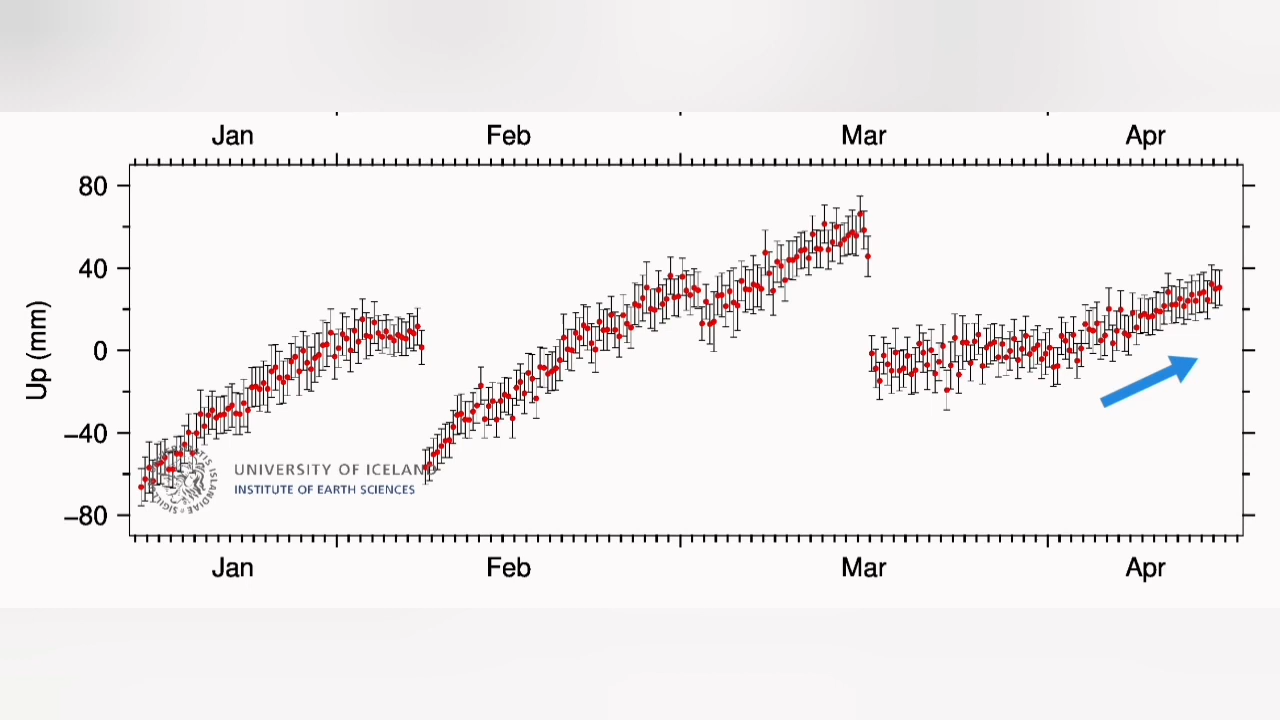 Jan Feb Mar Apr
80
40
0
−40
−80
Up (mm)
UNIVERSITY OF ICELAND
INSTITUTE OF EARTH SCIENCES
Jan Feb Mar Apr